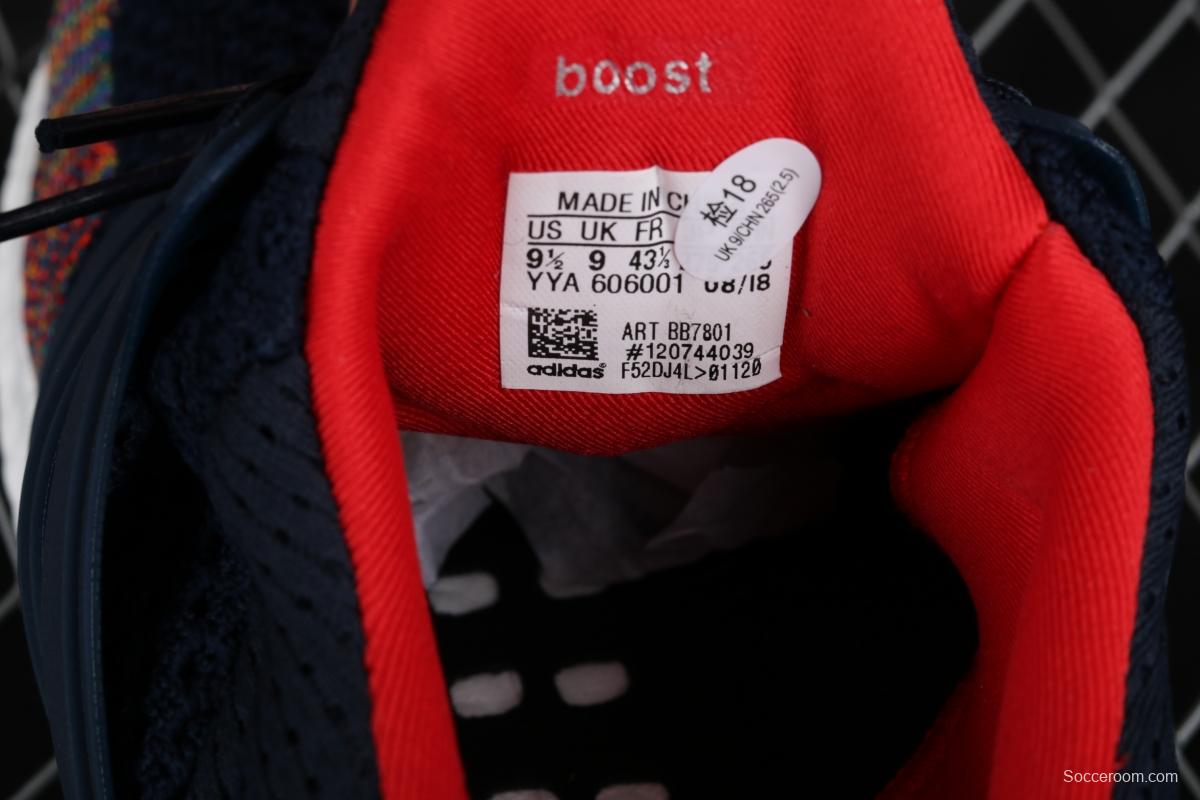 boost
MADE IN
检18
UK 9/CHN 265(2.5)
US UK FR
9½ 9 43⅓
YYA 606001 08/18
ART BB7801
#120744039
adidas® F52DJ4L>01120
Socceroom.com